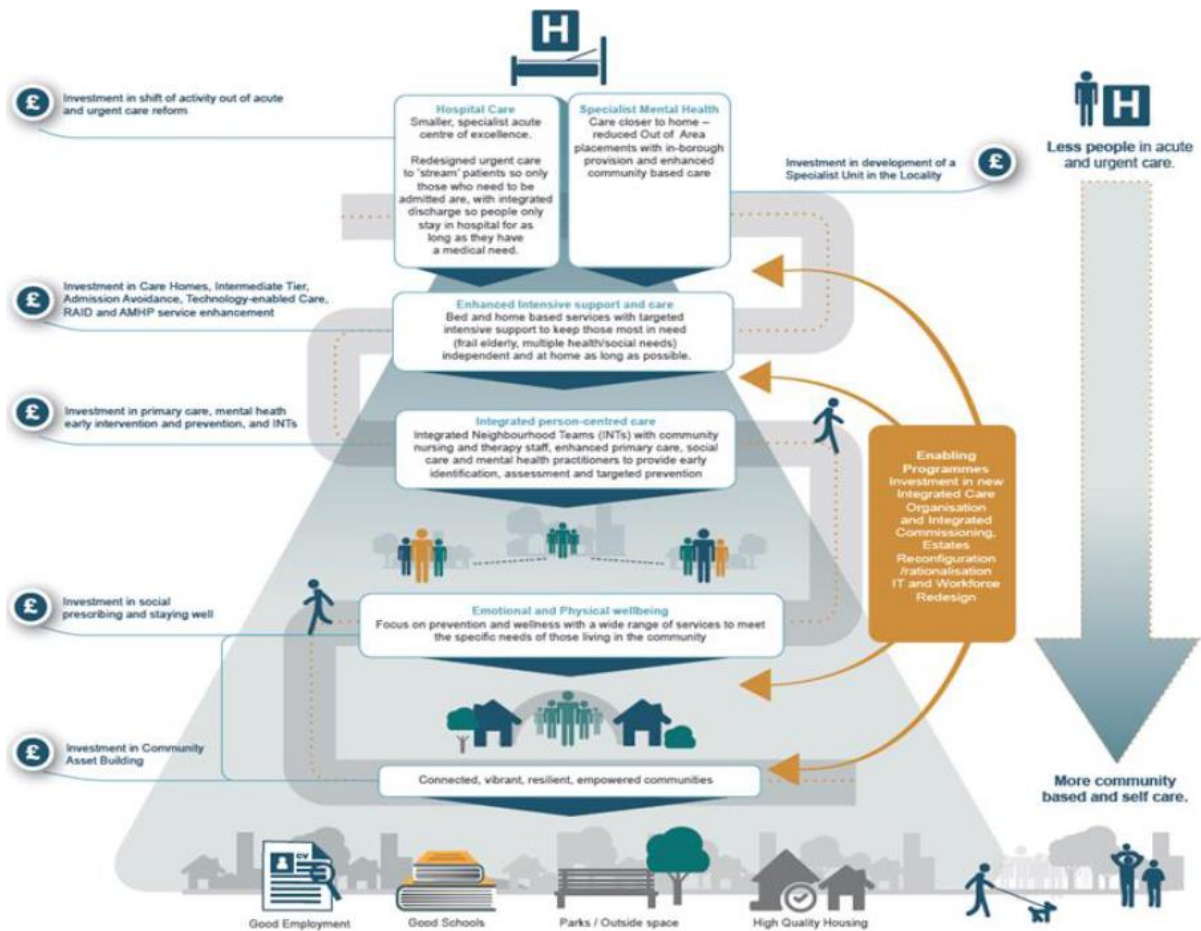 H
£
Investment in shift of activity out of acute
and urgent care reform
Hospital Care
Smaller, specialist acute
centre of excellence.
Redesigned urgent care
to 'stream' patients so only
those who need to be
admitted are, with integrated
discharge so people only
stay in hospital for as
long as they have
a medical need.
Specialist Mental Health
Care closer to home –
reduced Out of Area
placements with in-borough
provision and enhanced
community based care
Investment in development of a
Specialist Unit in the Locality
£
H
Less people in acute
and urgent care.
£
Investment in Care Homes, Intermediate Tier,
Admission Avoidance, Technology-enabled Care,
RAID and AMHP service enhancement
Enhanced Intensive support and care
Bed and home based services with targeted
intensive support to keep those most in need
(frail elderly, multiple health/social needs)
independent and at home as long as possible.
£
Investment in primary care, mental heath
early intervention and prevention, and INTs
Integrated person-centred care
Integrated Neighbourhood Teams (INTs) with community
nursing and therapy staff, enhanced primary care, social
care and mental health practitioners to provide early
identification, assessment and targeted prevention
Enabling
Programmes
Investment in new
Integrated Care
Organisation
and Integrated
Commissioning,
Estates
Reconfiguration
/rationalisation
IT and Workforce
Redesign
£
Investment in social
prescribing and staying well
Emotional and Physical wellbeing
Focus on prevention and wellness with a wide range of services to meet
the specific needs of those living in the community
£
Investment in Community
Asset Building
Connected, vibrant, resilient, empowered communities
More community
based and self care.
CV
Good Employment
Good Schools
Parks / Outside space
High Quality Housing